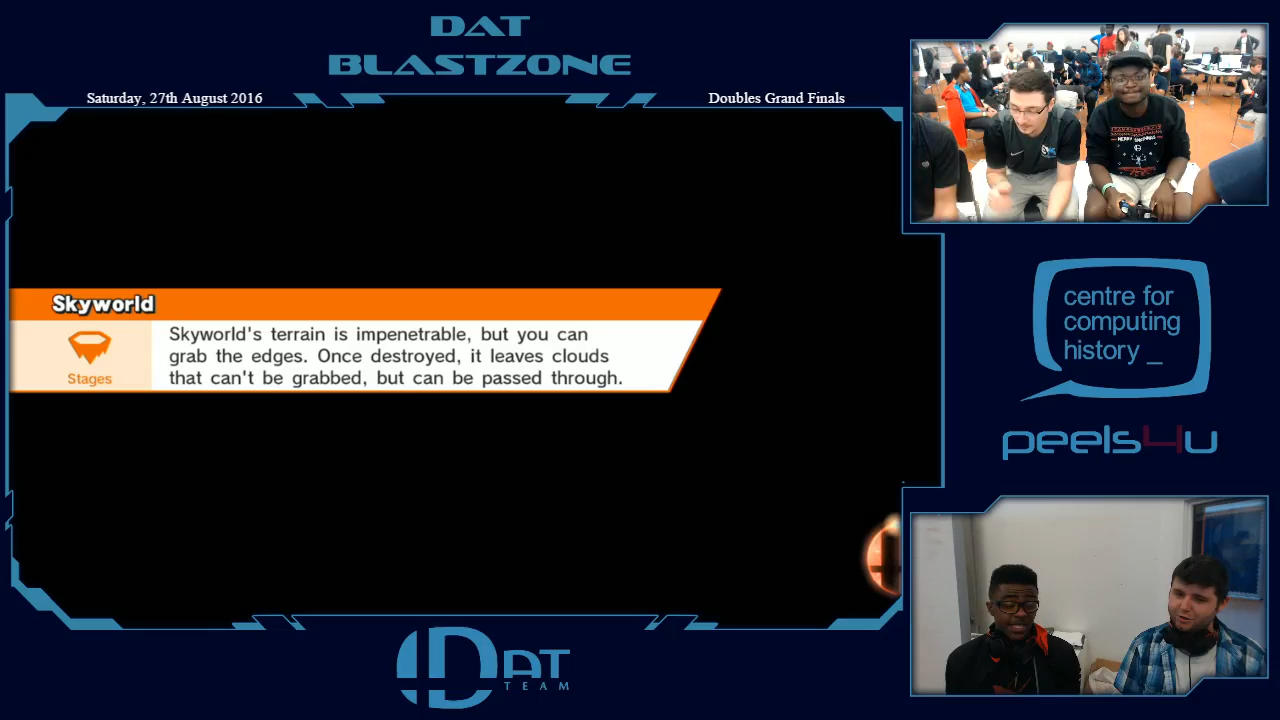 DAT
BLASTZONE
Saturday, 27th August 2016
Doubles Grand Finals
Skyworld
Stages
Skyworld's terrain is impenetrable, but you can
grab the edges. Once destroyed, it leaves clouds
that can't be grabbed, but can be passed through.
centre for
computing
history _
peels4u
DAT
TEAM